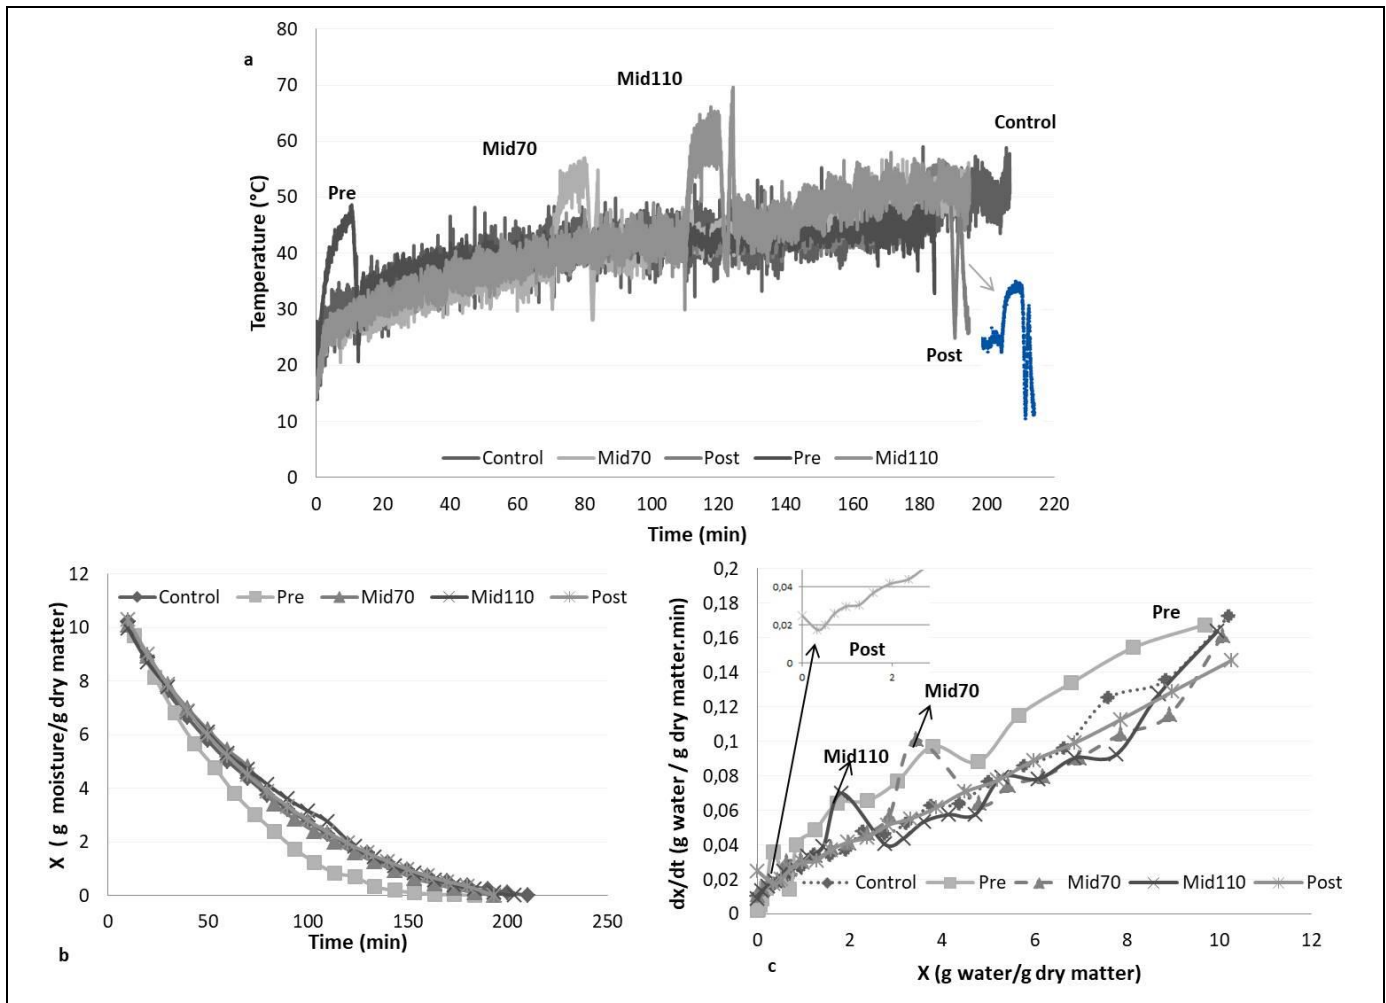 80
a
70
Mid110
60
Control
Mid70
50
Pre
40
30
Post
20
10
Control Mid70 Post Pre Mid110
0
0 20 40 60 80 100 120 140 160 180 200 220
Temperature (°C)
Time (min)
12
Control Pre Mid70 Mid110 Post
10
8
6
4
2
0
0 50 100 150 200 250
X ( g moisture/g dry matter)
Time (min)
b
0,2
0,18
0,16
0,14
0,12
0,1
0,08
0,06
0,04
0,02
0
0,04
0,02
0
0 2
Post
Pre
Mid70
Mid110
Control Pre Mid70 Mid110 Post
0 2 4 6 8 10 12
dx/dt (g water / g dry matter.min)
c
X (g water/g dry matter)